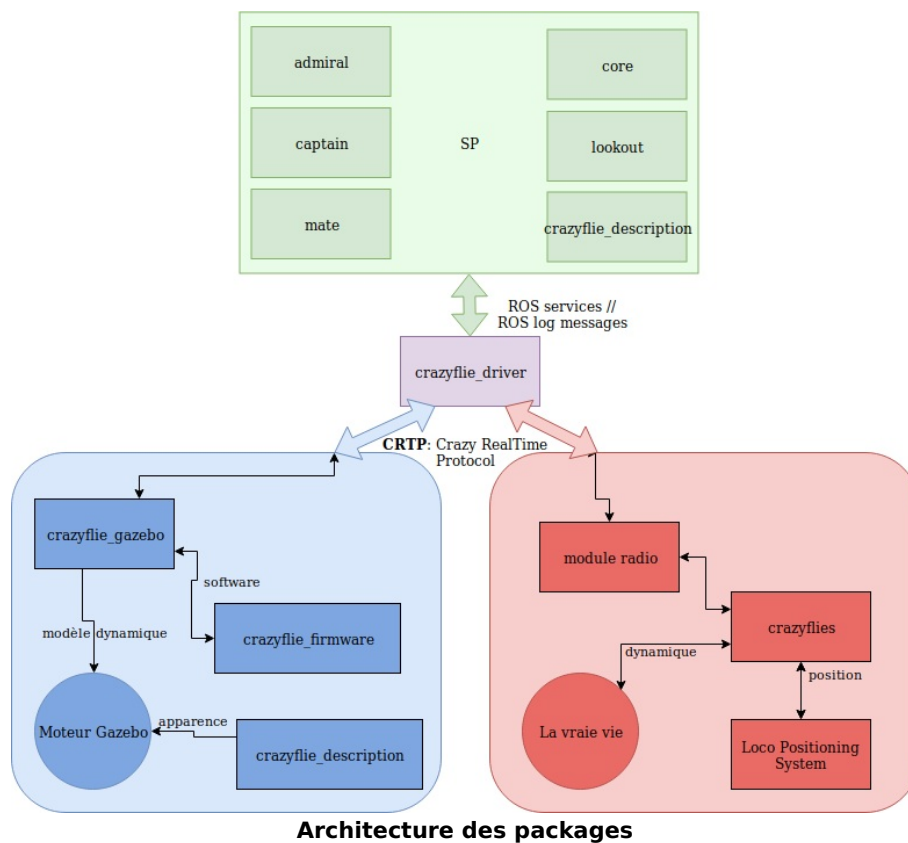 admiral
core
captain
SP
lookout
mate
crazyflie_description
ROS services //
ROS log messages
crazyflie_driver
CRTP: Crazy RealTime
Protocol
crazyflie_gazebo
software
modèle dynamique
crazyflie_firmware
Moteur Gazebo
apparence
crazyflie_description
module radio
crazyflies
dynamique
position
La vraie vie
Loco Positioning
System
Architecture des packages